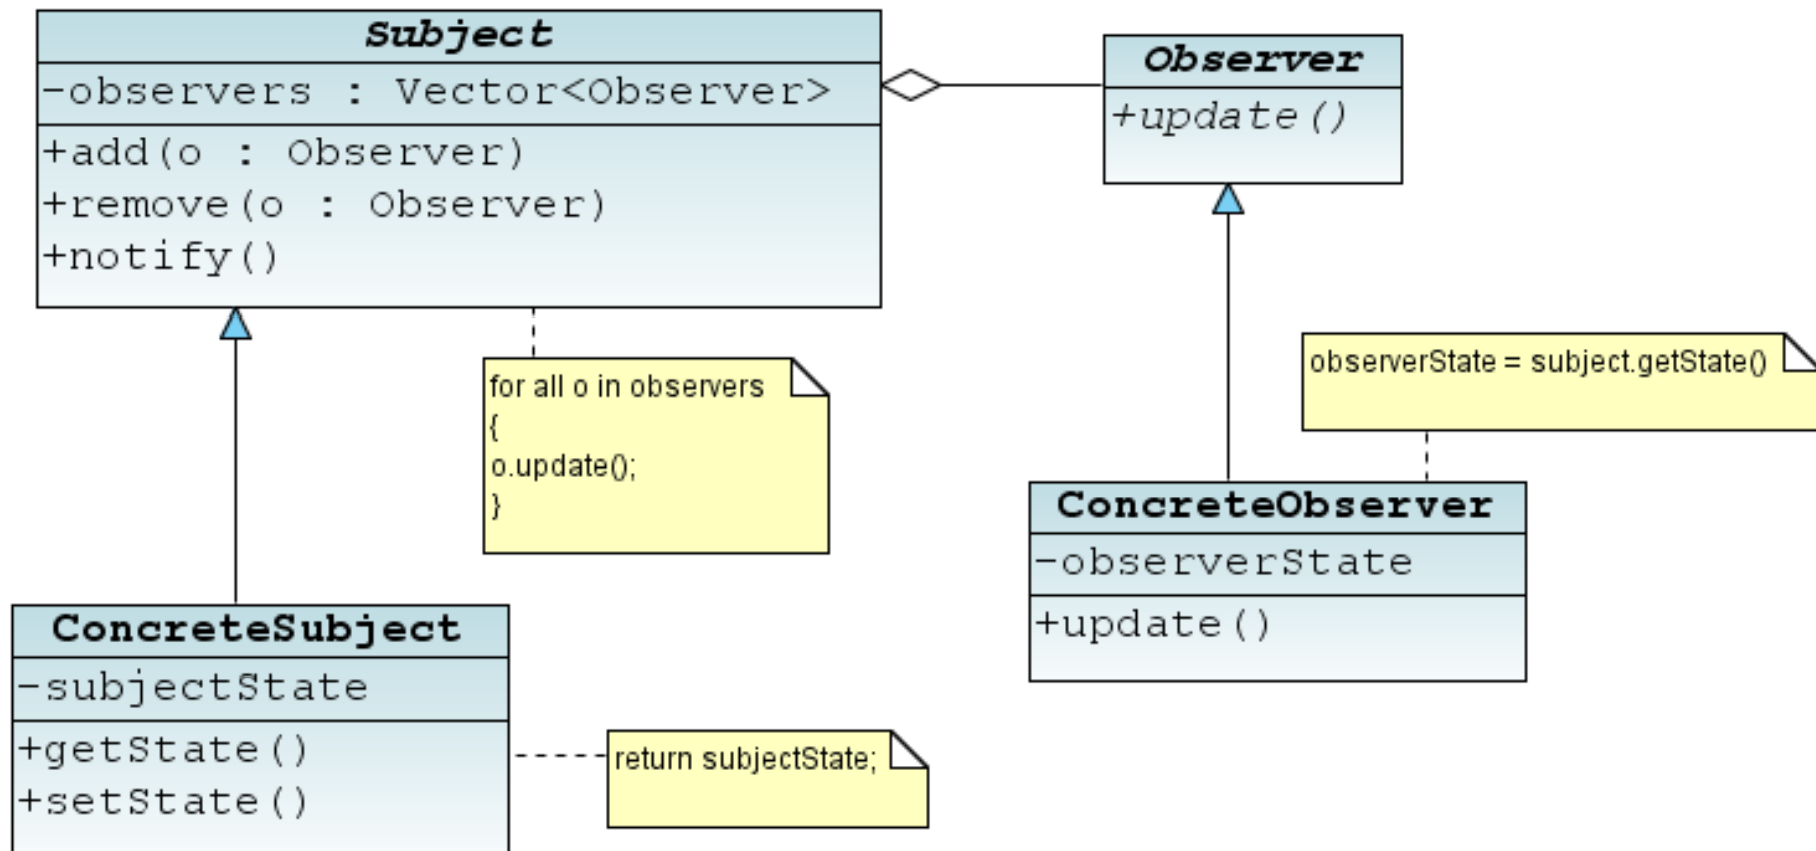 Subject
-observers : Vector<Observer>
+add(o : Observer)
+remove(o : Observer)
+notify()
Observer
+update()
for all o in observers
{
o.update();
}
observerState = subject.getState()
ConcreteObserver
-observerState
+update()
ConcreteSubject
-subjectState
+getState()
+setState()
return subjectState;